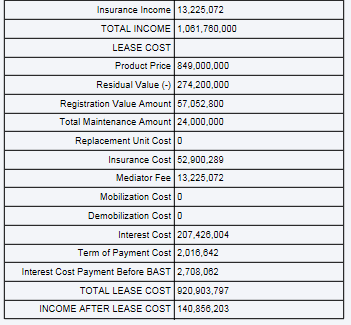 Insurance Income 13,225,072
TOTAL INCOME 1,061,760,000
LEASE COST
Product Price 849,000,000
Residual Value (-) 274,200,000
Registration Value Amount 57,052,800
Total Maintenance Amount 24,000,000
Replacement Unit Cost 0
Insurance Cost 52,900,289
Mediator Fee 13,225,072
Mobilization Cost 0
Demobilization Cost 0
Interest Cost 207,426,004
Term of Payment Cost 2,016,642
Interest Cost Payment Before BAST 2,708,062
TOTAL LEASE COST 920,903,797
INCOME AFTER LEASE COST 140,856,203